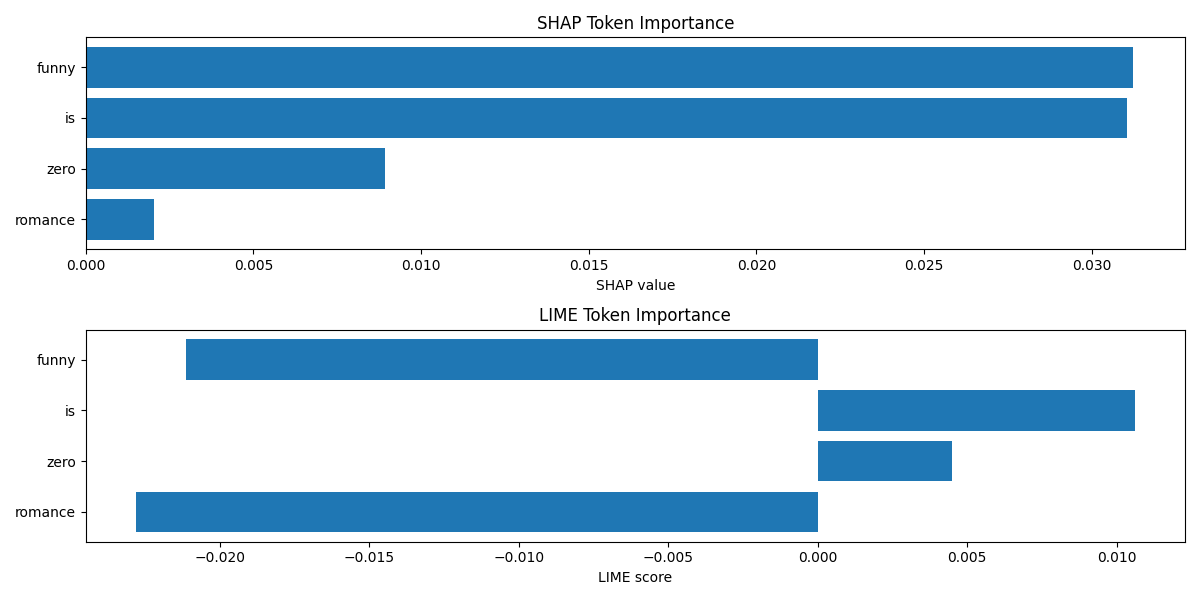 SHAP Token Importance
funny
is
zero
romance
0.000 0.005 0.010 0.015 0.020 0.025 0.030
SHAP value
LIME Token Importance
funny
is
zero
romance
−0.020 −0.015 −0.010 −0.005 0.000 0.005 0.010
LIME score